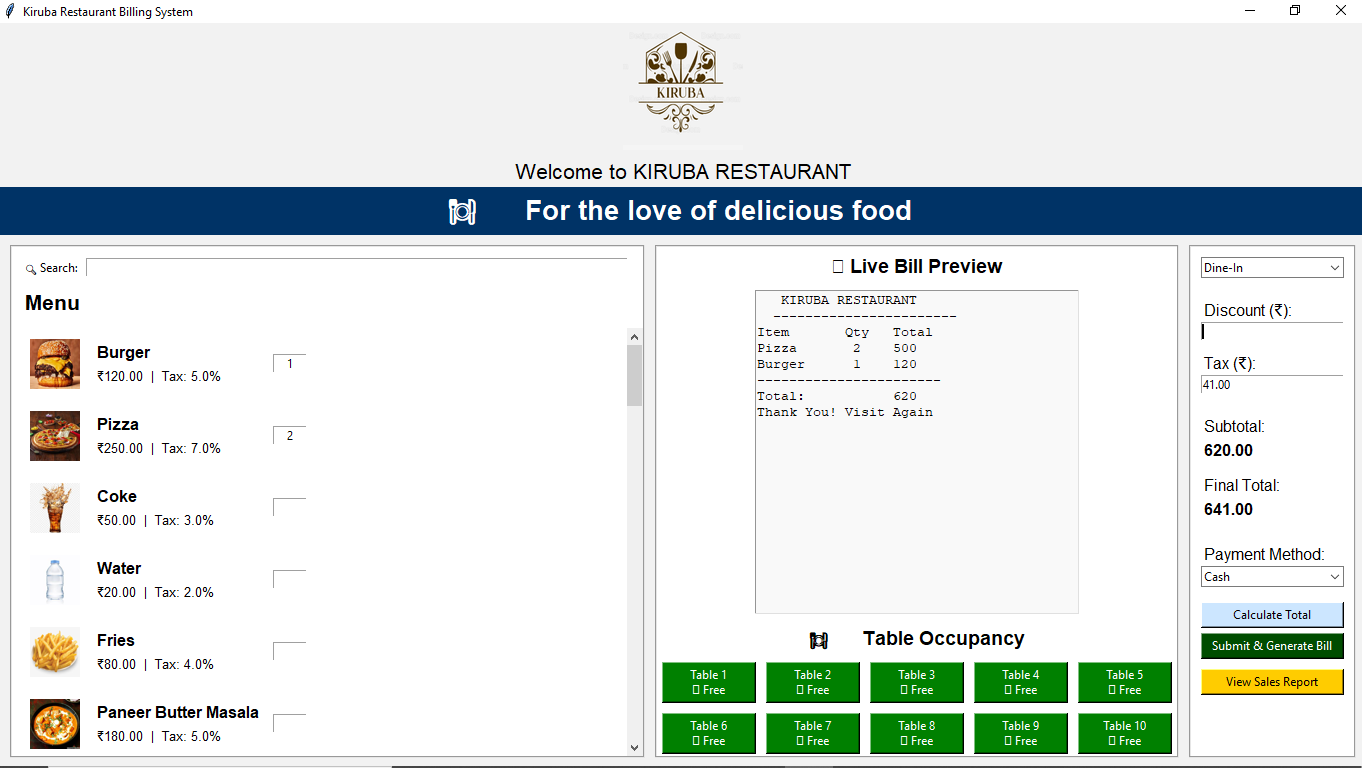 Kiruba Restaurant Billing System
KIRUBA
Welcome to KIRUBA RESTAURANT
For the love of delicious food
Search:
Menu
Burger
₹120.00 | Tax: 5.0%
1
Pizza
₹250.00 | Tax: 7.0%
2
Coke
₹50.00 | Tax: 3.0%
Water
₹20.00 | Tax: 2.0%
Fries
₹80.00 | Tax: 4.0%
Paneer Butter Masala
₹180.00 | Tax: 5.0%
Live Bill Preview
KIRUBA RESTAURANT
-----------------------
Item Qty Total
Pizza 2 500
Burger 1 120
-----------------------
Total: 620
Thank You! Visit Again
Table Occupancy
Table 1
Free
Table 2
Free
Table 3
Free
Table 4
Free
Table 5
Free
Table 6
Free
Table 7
Free
Table 8
Free
Table 9
Free
Table 10
Free
Dine-In
Discount (₹):
Tax (₹):
41.00
Subtotal:
620.00
Final Total:
641.00
Payment Method:
Cash
Calculate Total
Submit & Generate Bill
View Sales Report